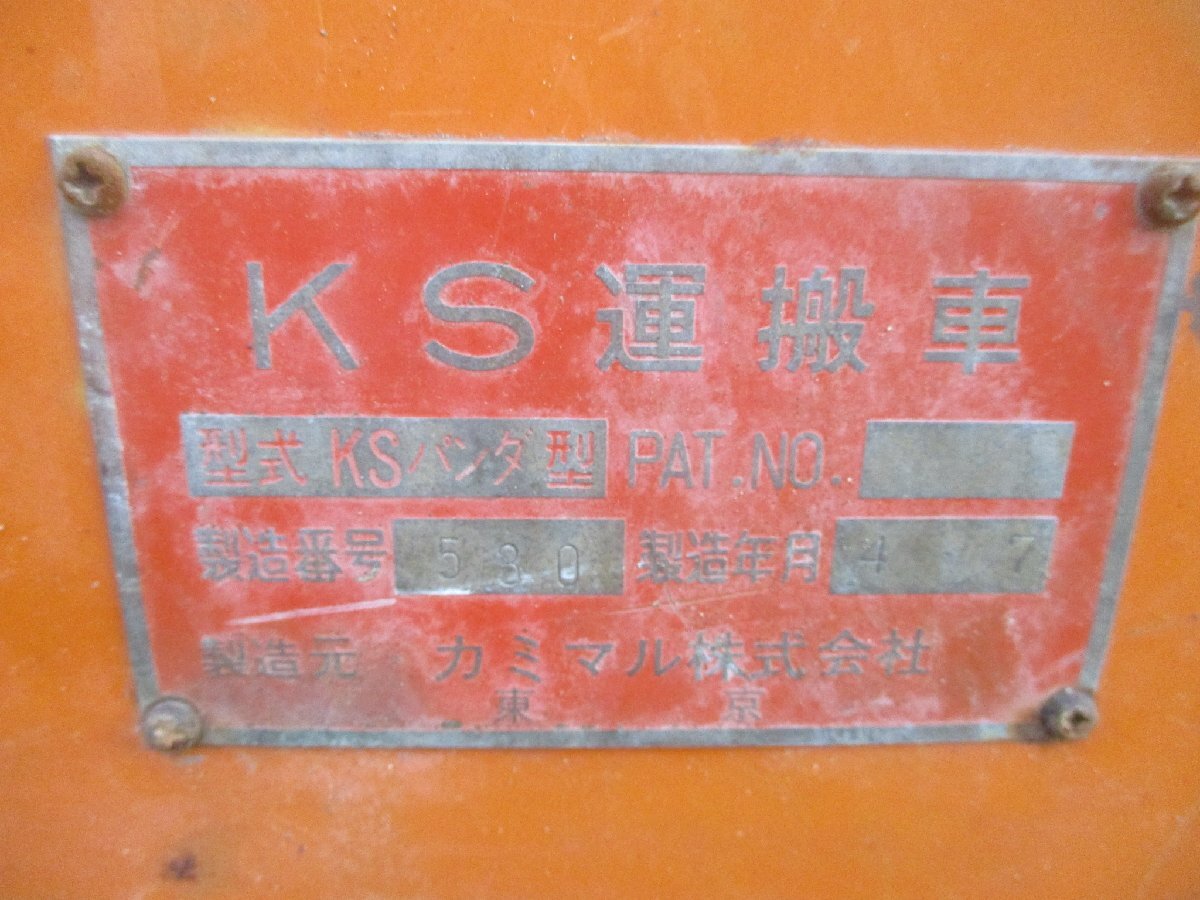 KS運搬車
型式 KSパンダ型 PAT.NO.
製造番号 530 製造年月 4 7
製造元 カミマル株式会社
東京